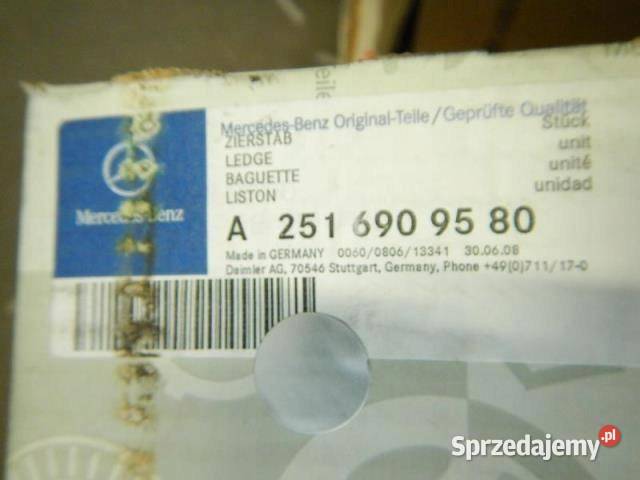 Mercedes-Benz Original-Teile/Geprüfte Qualität
ZIERSTAB Stück
LEDGE unit
BAGUETTE unité
LISTON unidad
Mercedes-Benz
A 251 690 95 80
Made in GERMANY 0060/0806/13341 30.06.08
Daimler AG, 70546 Stuttgart, Germany, Phone +49(0)711/17-0
Sprzedajemy.pl